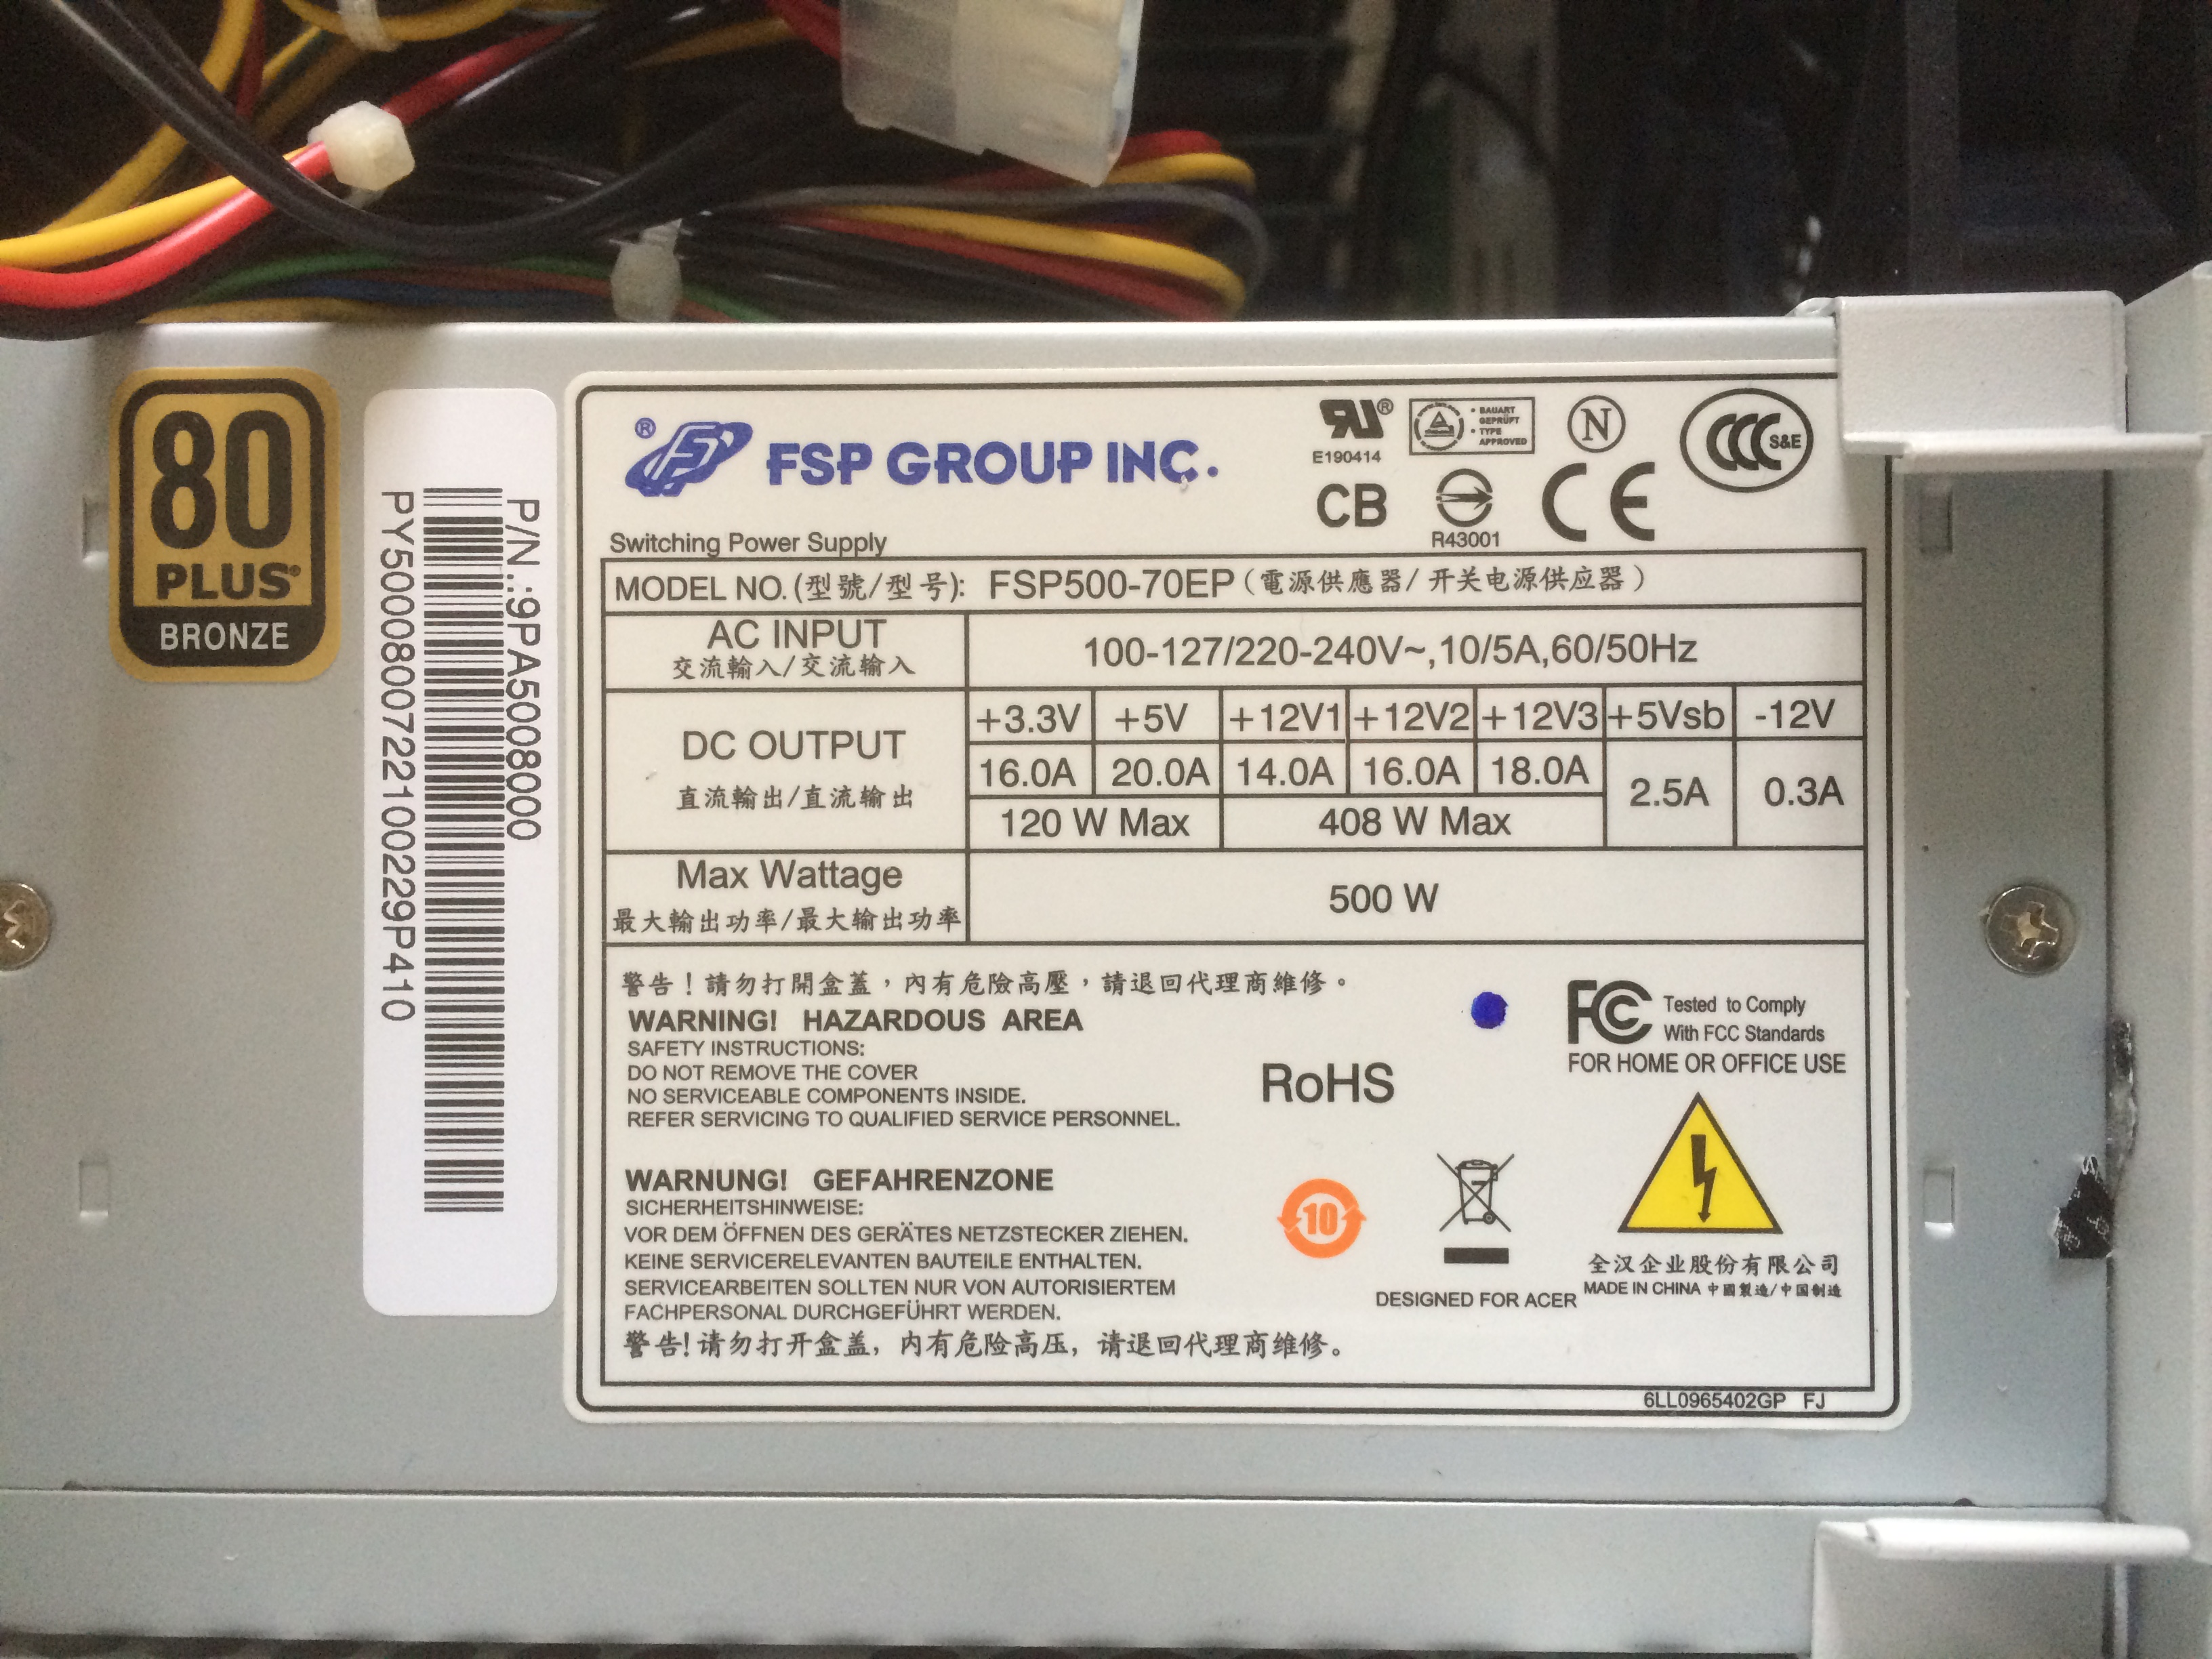 80
PLUS®
BRONZE
P/N.:9PA5008000
PY5000800722100229P410
® FSP GROUP INC.
Switching Power Supply
E190414
BAUART
GEPRÜFT
TYPE
APPROVED
N
CCC S&E
CB
R43001
CE
MODEL NO.(型號/型号): FSP500-70EP(電源供應器/开关电源供应器)
AC INPUT
交流輸入/交流输入
100-127/220-240V~,10/5A,60/50Hz
DC OUTPUT
直流輸出/直流输出
+3.3V +5V +12V1 +12V2 +12V3 +5Vsb -12V
16.0A 20.0A 14.0A 16.0A 18.0A 2.5A 0.3A
120 W Max 408 W Max
Max Wattage
最大輸出功率/最大输出功率
500 W
警告！請勿打開盒蓋，內有危險高壓，請退回代理商維修。
WARNING! HAZARDOUS AREA
SAFETY INSTRUCTIONS:
DO NOT REMOVE THE COVER
NO SERVICEABLE COMPONENTS INSIDE.
REFER SERVICING TO QUALIFIED SERVICE PERSONNEL.
WARNUNG! GEFAHRENZONE
SICHERHEITSHINWEISE:
VOR DEM ÖFFNEN DES GERÄTES NETZSTECKER ZIEHEN.
KEINE SERVICERELEVANTEN BAUTEILE ENTHALTEN.
SERVICEARBEITEN SOLLTEN NUR VON AUTORISIERTEM
FACHPERSONAL DURCHGEFÜHRT WERDEN.
警告!请勿打开盒盖，内有危险高压，请退回代理商维修。
RoHS
10
FC Tested to Comply
With FCC Standards
FOR HOME OR OFFICE USE
DESIGNED FOR ACER
全汉企业股份有限公司
MADE IN CHINA 中國製造/中国制造
6LL0965402GP FJ